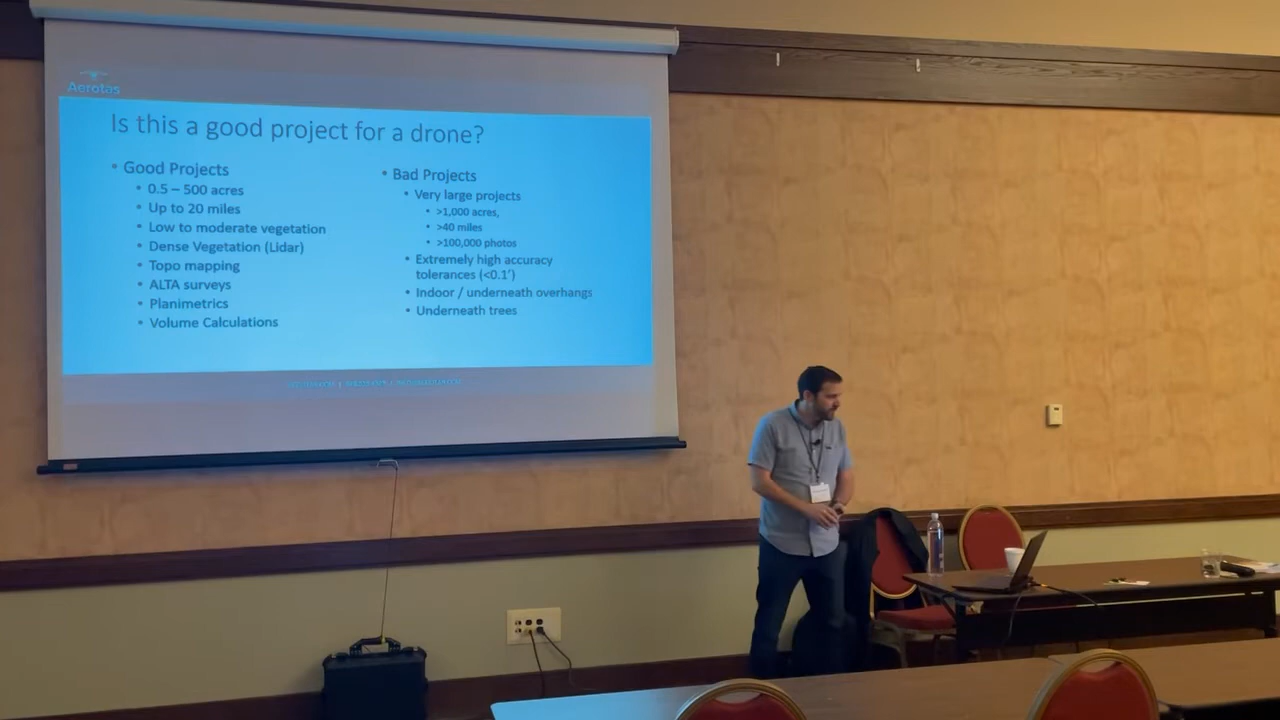 Aerotas
Is this a good project for a drone?
• Good Projects
• 0.5 – 500 acres
• Up to 20 miles
• Low to moderate vegetation
• Dense Vegetation (Lidar)
• Topo mapping
• ALTA surveys
• Planimetrics
• Volume Calculations
• Bad Projects
• Very large projects
• >1,000 acres,
• >40 miles
• >100,000 photos
• Extremely high accuracy
tolerances (<0.1')
• Indoor / underneath overhangs
• Underneath trees